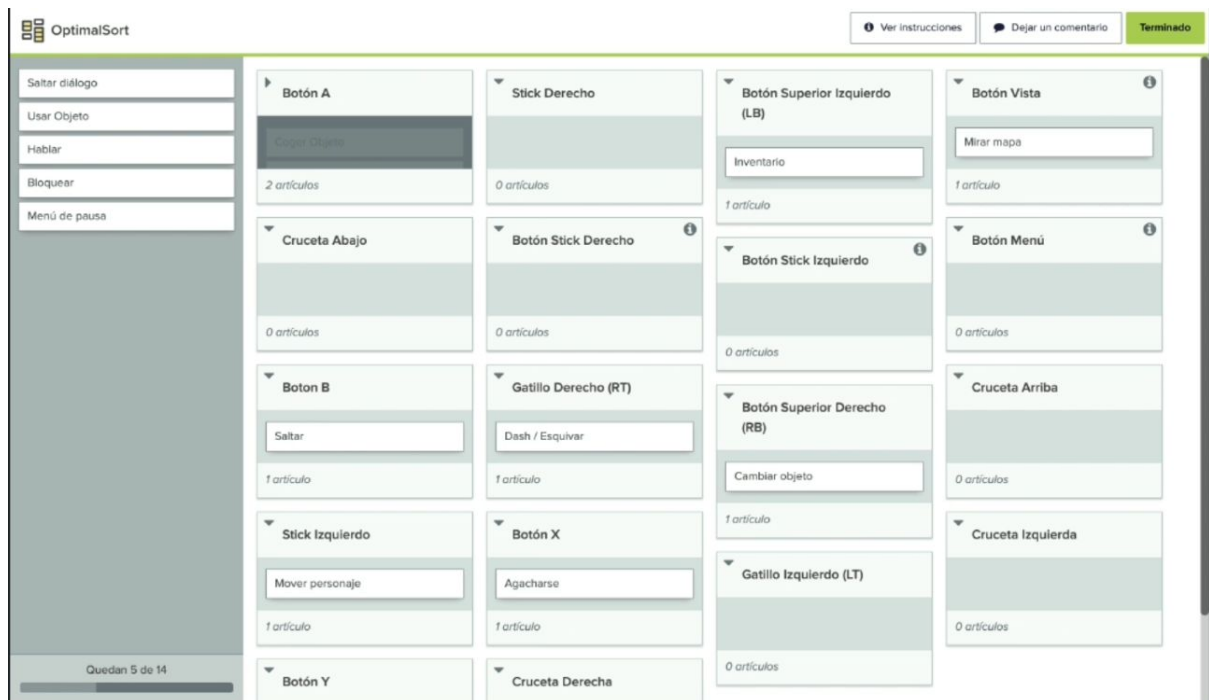 OptimalSort
Ver instrucciones
Dejar un comentario
Terminado
Saltar diálogo
Usar Objeto
Hablar
Bloquear
Menú de pausa
Quedan 5 de 14
Botón A
Coger Objeto
2 artículos
Cruceta Abajo
0 artículos
Boton B
Saltar
1 artículo
Stick Izquierdo
Mover personaje
1 artículo
Botón Y
Stick Derecho
0 artículos
Botón Stick Derecho
0 artículos
Gatillo Derecho (RT)
Dash / Esquivar
1 artículo
Botón X
Agacharse
1 artículo
Cruceta Derecha
Botón Superior Izquierdo
(LB)
Inventario
1 artículo
Botón Stick Izquierdo
0 artículos
Botón Superior Derecho
(RB)
Cambiar objeto
1 artículo
Gatillo Izquierdo (LT)
0 artículos
Botón Vista
Mirar mapa
1 artículo
Botón Menú
0 artículos
Cruceta Arriba
0 artículos
Cruceta Izquierda
0 artículos